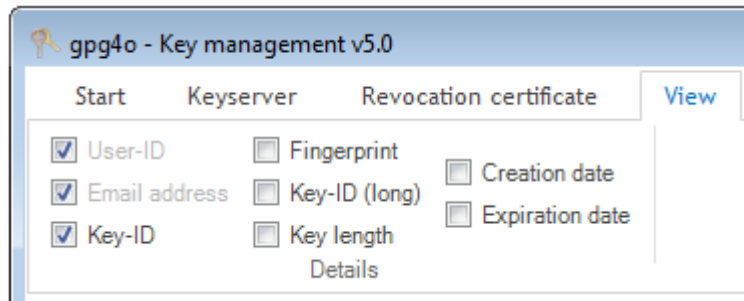 gpg4o - Key management v5.0
Start Keyserver Revocation certificate View
User-ID Fingerprint
Creation date
Email address Key-ID (long)
Expiration date
Key-ID Key length
Details